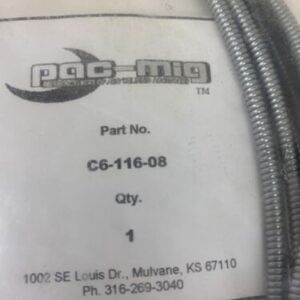 pac-mig
TM
Part No.
C6-116-08
Qty.
1
1002 SE Louis Dr., Mulvane, KS 67110
Ph. 316-269-3040